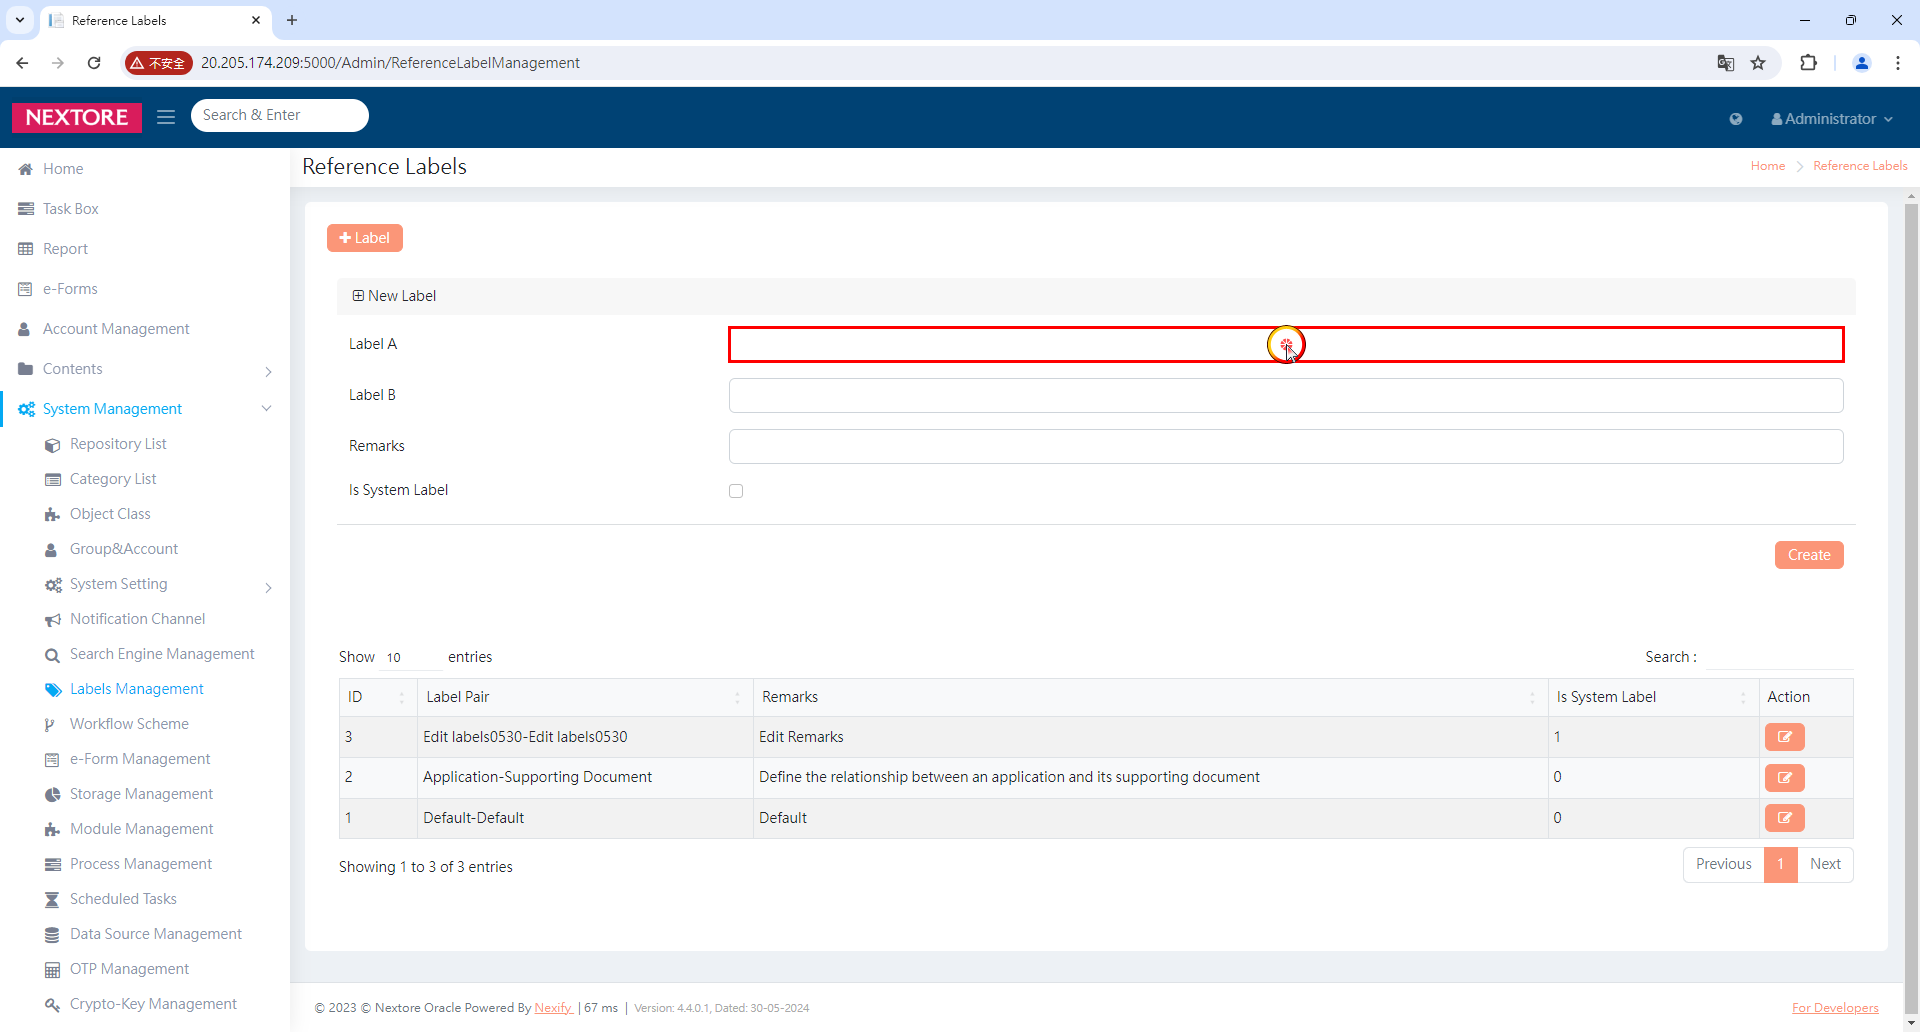 Reference Labels
不安全
20.205.174.209:5000/Admin/ReferenceLabelManagement
NEXTORE
Search & Enter
Administrator
Home
Task Box
Report
e-Forms
Account Management
Contents
System Management
Repository List
Category List
Object Class
Group&Account
System Setting
Notification Channel
Search Engine Management
Labels Management
Workflow Scheme
e-Form Management
Storage Management
Module Management
Process Management
Scheduled Tasks
Data Source Management
OTP Management
Crypto-Key Management
Reference Labels
Home Reference Labels
Label
New Label
Label A
Label B
Remarks
Is System Label
Create
Show 10 entries Search :
ID Label Pair Remarks Is System Label Action
3 Edit labels0530-Edit labels0530 Edit Remarks 1
2 Application-Supporting Document Define the relationship between an application and its supporting document 0
1 Default-Default Default 0
Showing 1 to 3 of 3 entries Previous 1 Next
© 2023 © Nextore Oracle Powered By Nexify | 67 ms | Version: 4.4.0.1, Dated: 30-05-2024 For Developers